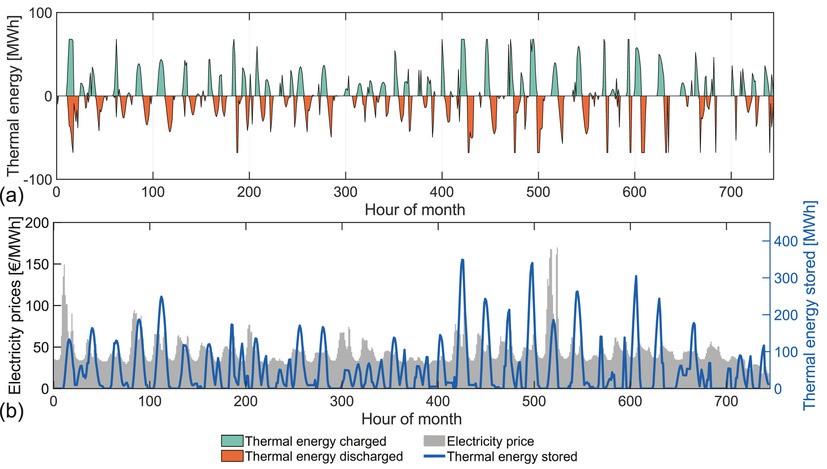 100
0
-100
Thermal energy [MWh]
0 100 200 300 400 500 600 700
(a)
Hour of month
200
150
100
50
0
Electricity prices [€/MWh]
400
300
200
100
0
Thermal energy stored [MWh]
0 100 200 300 400 500 600 700
(b)
Hour of month
Thermal energy charged Electricity price
Thermal energy discharged Thermal energy stored